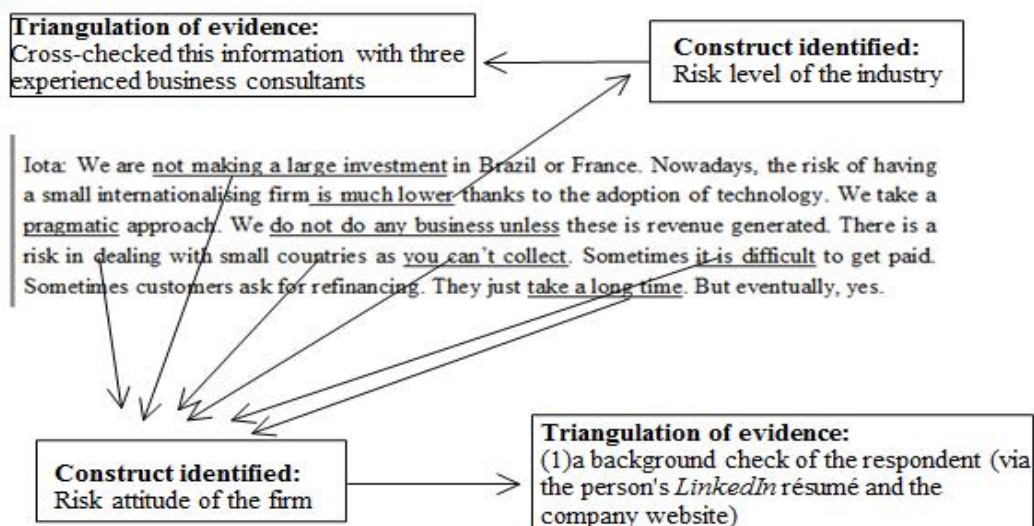 Triangulation of evidence:
Cross-checked this information with three
experienced business consultants
Construct identified:
Risk level of the industry
Iota: We are not making a large investment in Brazil or France. Nowadays, the risk of having
a small internationalising firm is much lower thanks to the adoption of technology. We take a
pragmatic approach. We do not do any business unless these is revenue generated. There is a
risk in dealing with small countries as you can't collect. Sometimes it is difficult to get paid.
Sometimes customers ask for refinancing. They just take a long time. But eventually, yes.
Construct identified:
Risk attitude of the firm
Triangulation of evidence:
(1)a background check of the respondent (via
the person's LinkedIn résumé and the
company website)